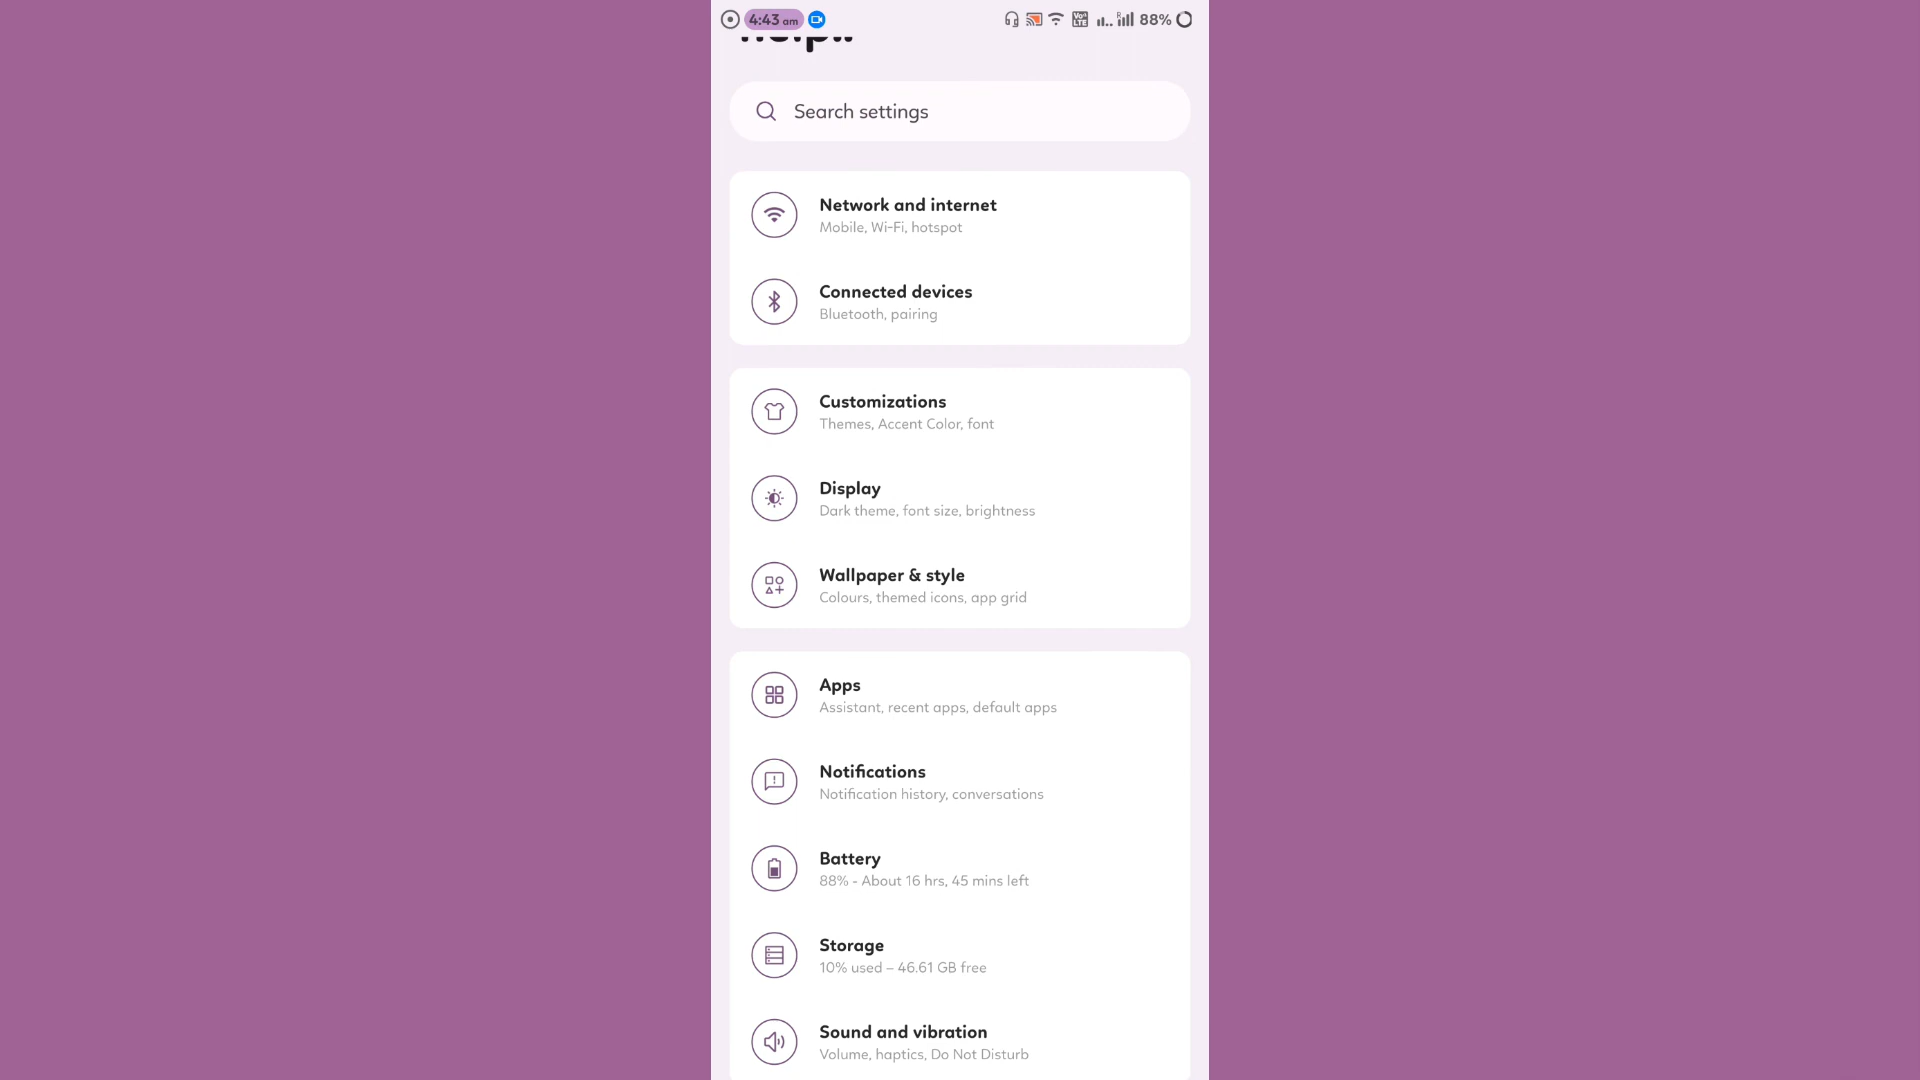 4:43 am
VoI
LTE
R
88%
Search settings
Network and internet
Mobile, Wi-Fi, hotspot
Connected devices
Bluetooth, pairing
Customizations
Themes, Accent Color, font
Display
Dark theme, font size, brightness
Wallpaper & style
Colours, themed icons, app grid
Apps
Assistant, recent apps, default apps
Notifications
Notification history, conversations
Battery
88% - About 16 hrs, 45 mins left
Storage
10% used – 46.61 GB free
Sound and vibration
Volume, haptics, Do Not Disturb